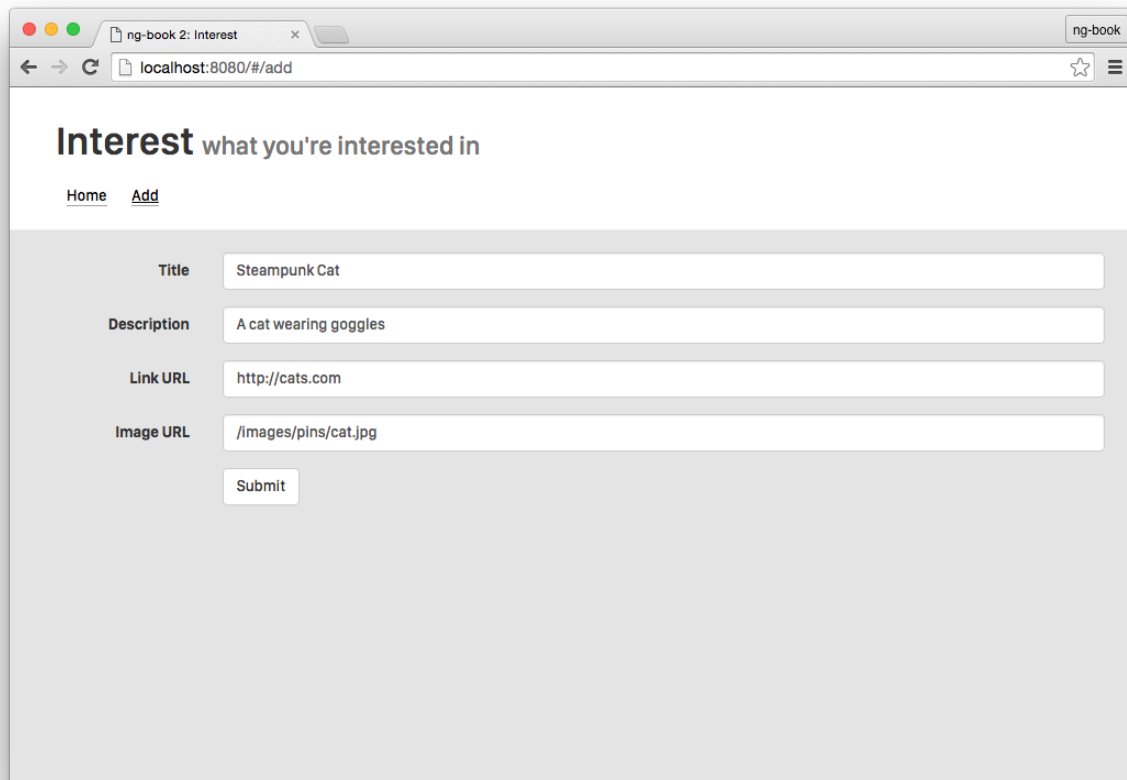 ng-book 2: Interest
ng-book
localhost:8080/#/add
Interest what you're interested in
Home Add
Title Steampunk Cat
Description A cat wearing goggles
Link URL http://cats.com
Image URL /images/pins/cat.jpg
Submit